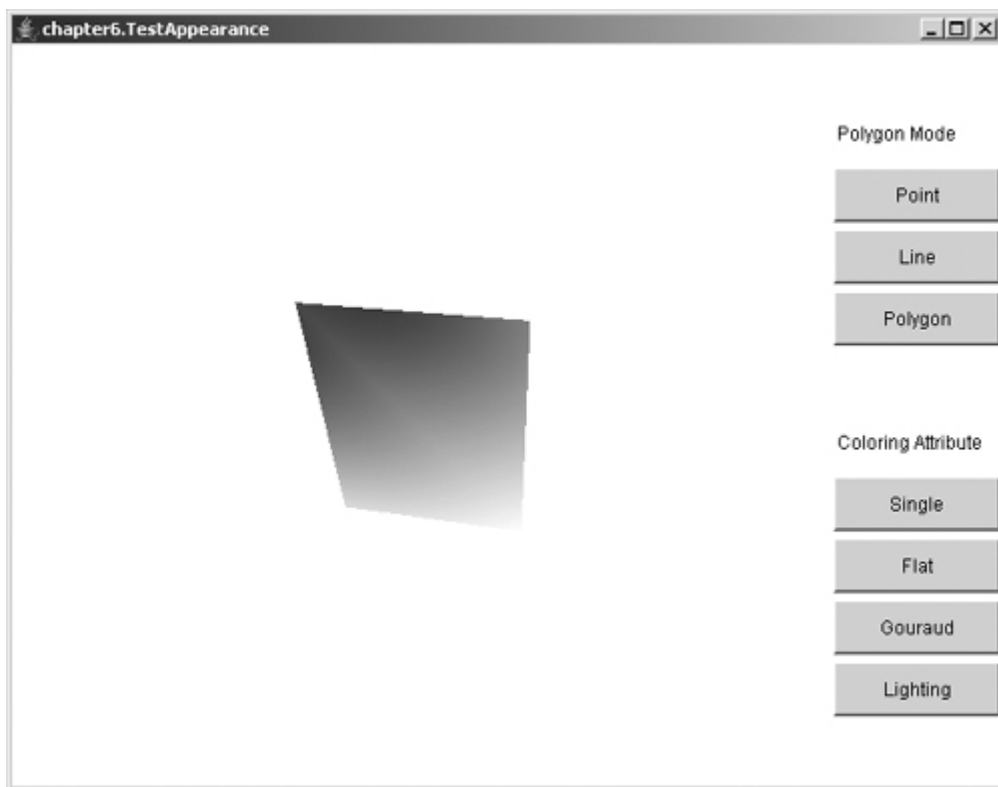 chapter6.TestAppearance
Polygon Mode
Point
Line
Polygon
Coloring Attribute
Single
Flat
Gouraud
Lighting